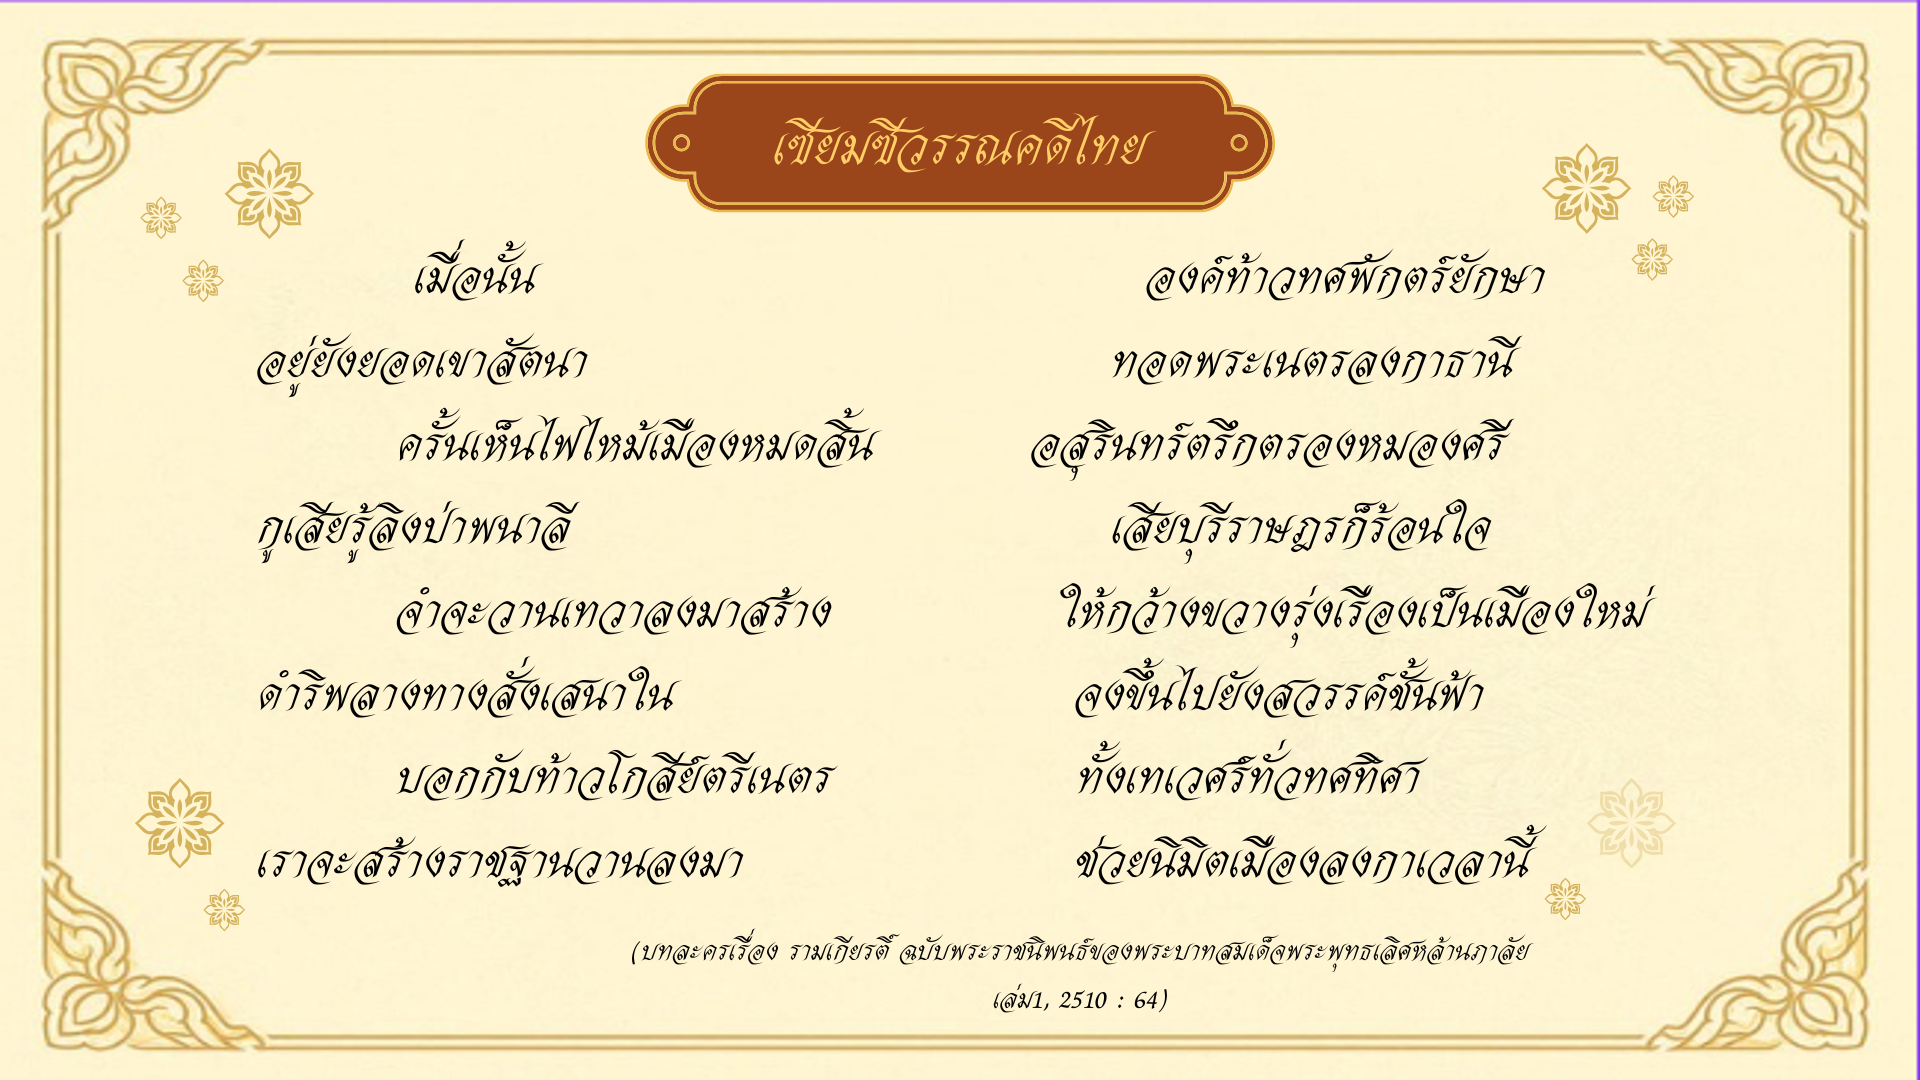 เซียมซีวรรณคดีไทย
เมื่อนั้น องค์ท้าวทศพักตร์ยักษา
อยู่ยังยอดเขาสัตนา ทอดพระเนตรลงกาธานี
ครั้นเห็นไฟไหม้เมืองหมดสิ้น อสุรินทร์ตรึกตรองหมองศรี
กูเสียรู้ลิงป่าพนาลี เสียบุรีราษฎรก็ร้อนใจ
จำจะวานเทวาลงมาสร้าง ให้กว้างขวางรุ่งเรืองเป็นเมืองใหม่
ดำริพลางทางสั่งเสนาใน จงขึ้นไปยังสวรรค์ชั้นฟ้า
บอกกับท้าวโกสีย์ตรีเนตร ทั้งเทเวศร์ทั่วทศทิศา
เราจะสร้างราชฐานวานลงมา ช่วยนิมิตเมืองลงกาเวลานี้
(บทละครเรื่อง รามเกียรติ์ ฉบับพระราชนิพนธ์ของพระบาทสมเด็จพระพุทธเลิศหล้านภาลัย
เล่ม1, 2510 : 64)